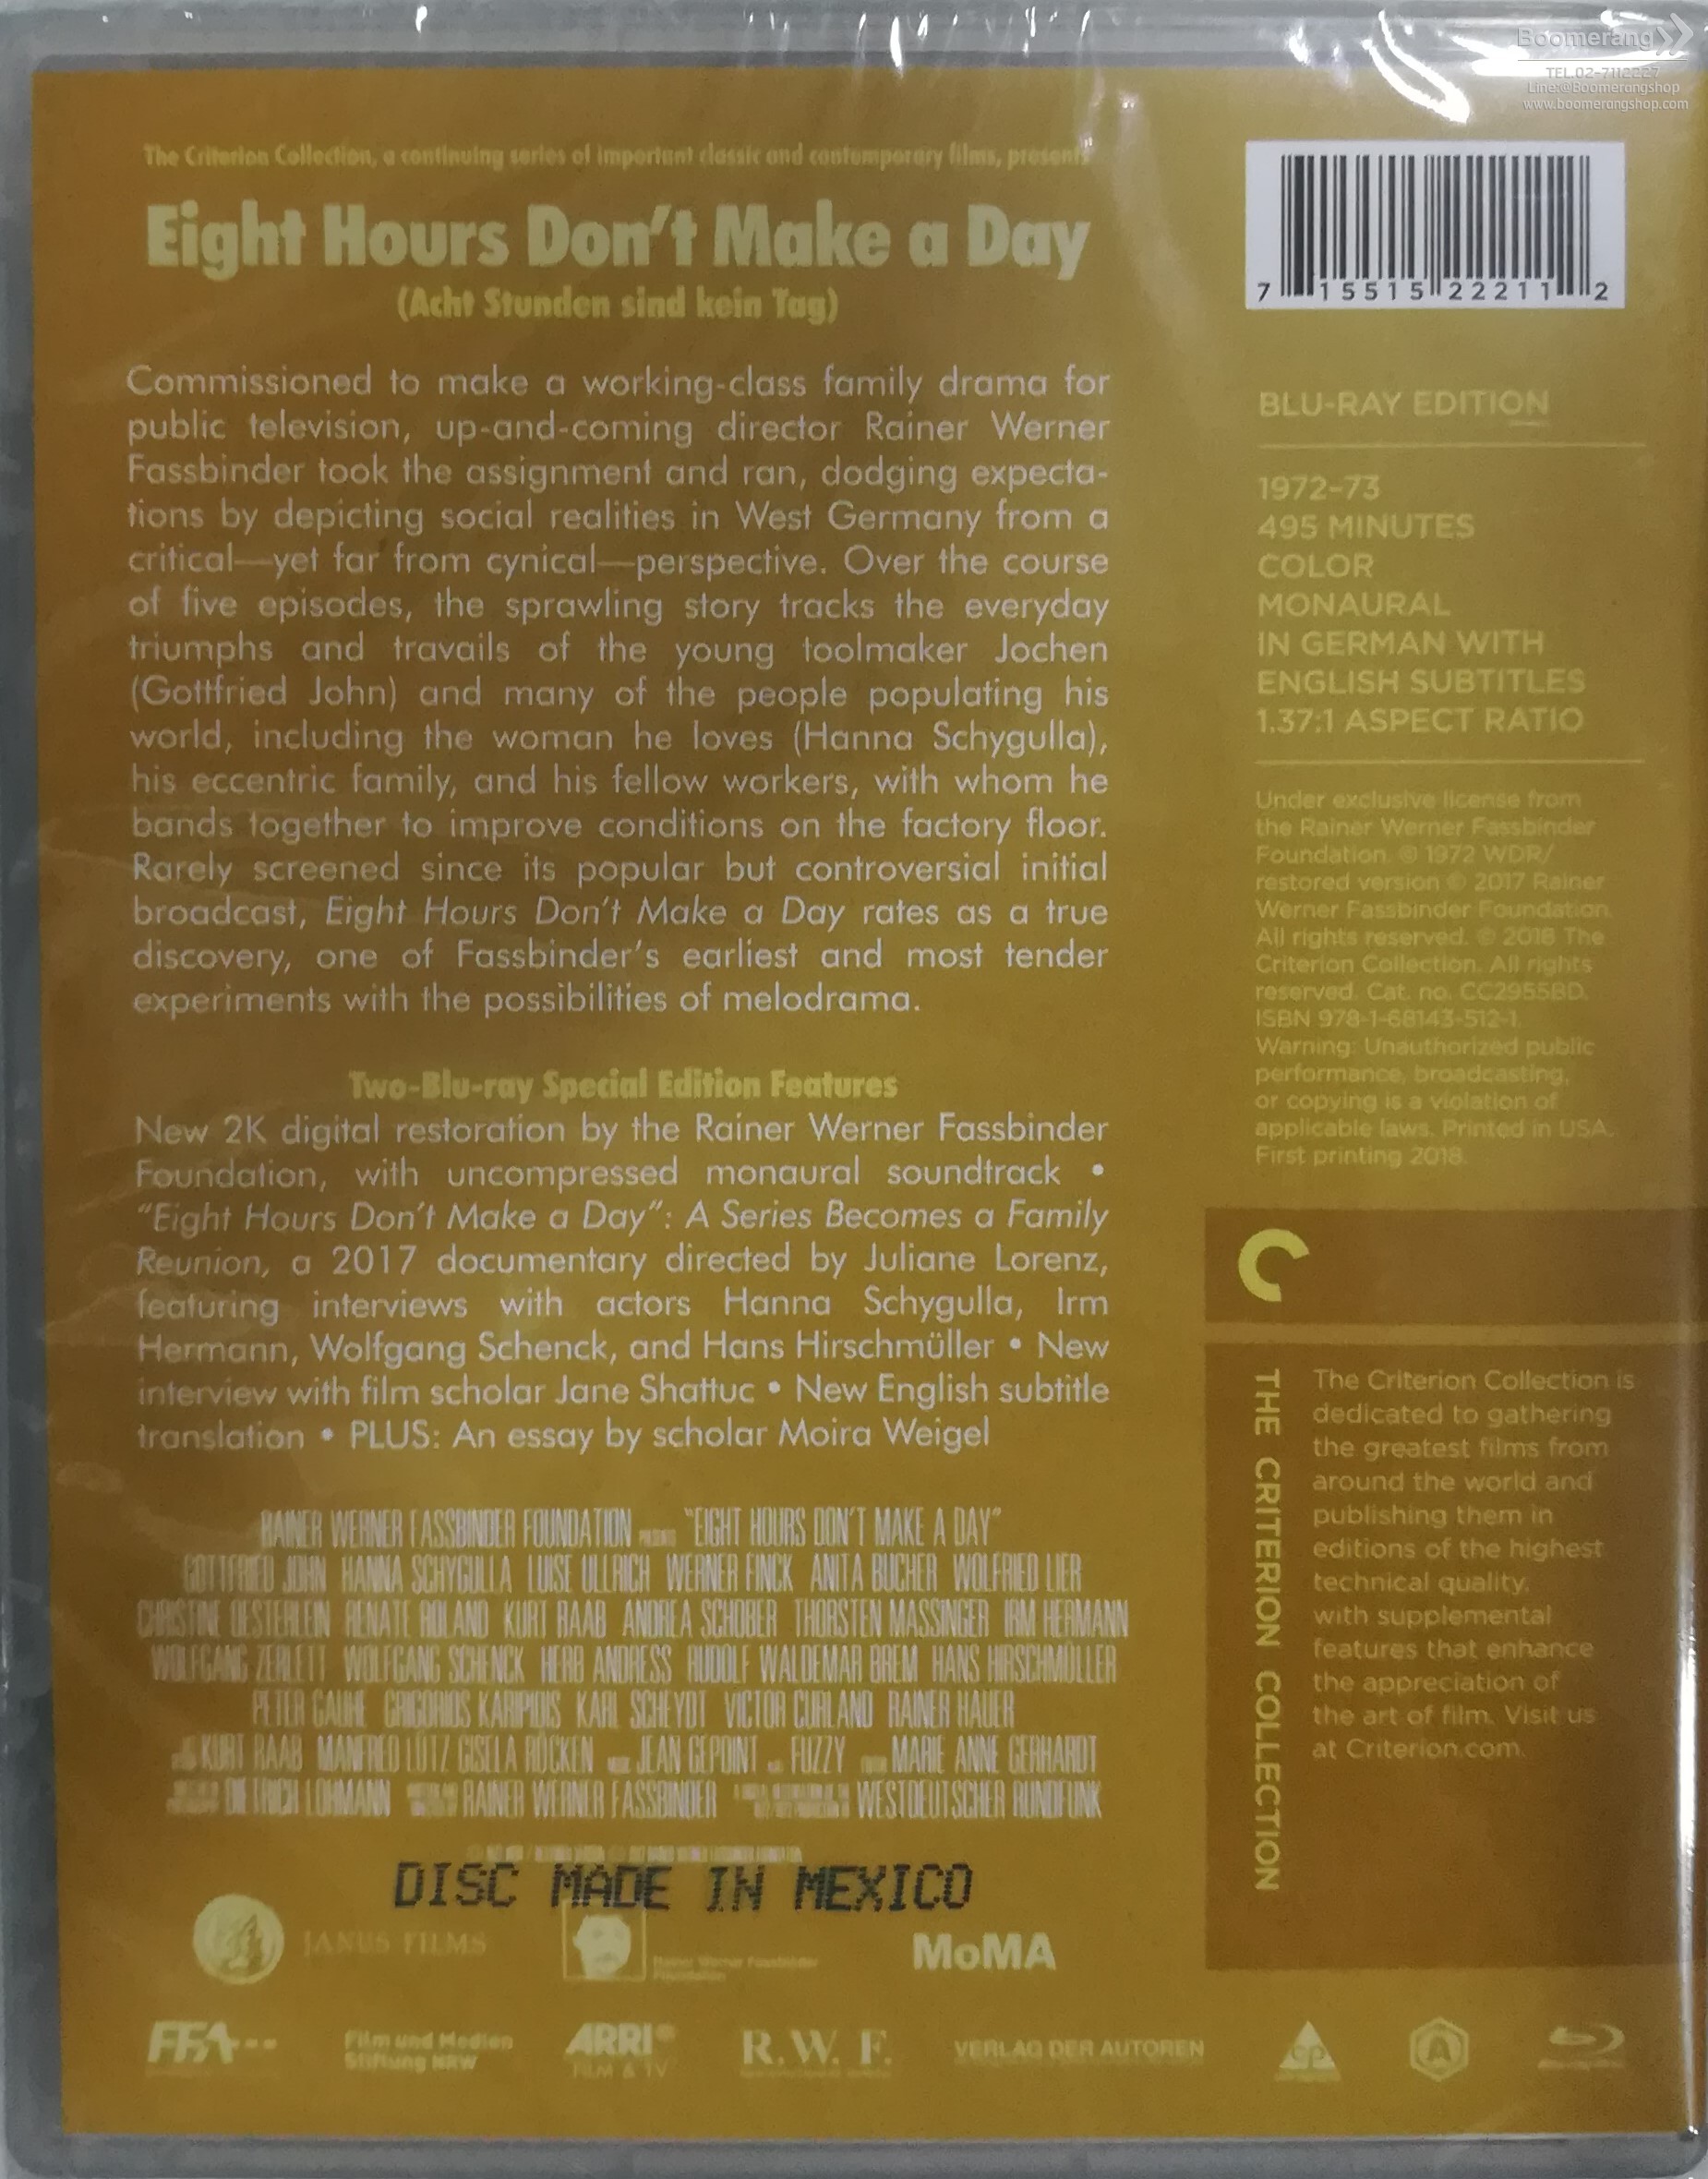 Boomerang
TEL.02-7112227
Line:@Boomerangshop
www.boomerangshop.com
The Criterion Collection, a continuing series of important classic and contemporary films, presents
Eight Hours Don't Make a Day
(Acht Stunden sind kein Tag)
Commissioned to make a working-class family drama for
public television, up-and-coming director Rainer Werner
Fassbinder took the assignment and ran, dodging expecta-
tions by depicting social realities in West Germany from a
critical—yet far from cynical—perspective. Over the course
of five episodes, the sprawling story tracks the everyday
triumphs and travails of the young toolmaker Jochen
(Gottfried John) and many of the people populating his
world, including the woman he loves (Hanna Schygulla),
his eccentric family, and his fellow workers, with whom he
bands together to improve conditions on the factory floor.
Rarely screened since its popular but controversial initial
broadcast, Eight Hours Don't Make a Day rates as a true
discovery, one of Fassbinder's earliest and most tender
experiments with the possibilities of melodrama.
Two-Blu-ray Special Edition Features
New 2K digital restoration by the Rainer Werner Fassbinder
Foundation, with uncompressed monaural soundtrack •
"Eight Hours Don't Make a Day": A Series Becomes a Family
Reunion, a 2017 documentary directed by Juliane Lorenz,
featuring interviews with actors Hanna Schygulla, Irm
Hermann, Wolfgang Schenck, and Hans Hirschmüller • New
interview with film scholar Jane Shattuc • New English subtitle
translation • PLUS: An essay by scholar Moira Weigel
RAINER WERNER FASSBINDER FOUNDATION "EIGHT HOURS DON'T MAKE A DAY"
GOTTFRIED JOHN HANNA SCHYGULLA LUISE ULLRICH WERNER FINCK ANITA BUCHER WOLFRIED LIER
CHRISTINE OESTERLEIN RENATE ROLAND KURT RAAB ANDREA SCHOBER THORSTEN MASSINGER IRM HERMANN
WOLFGANG ZERLETT WOLFGANG SCHENCK HERB ANDRESS RUDOLF WALDEMAR BREM HANS HIRSCHMÜLLER
PETER GAUHE GRIGORIOS KARIPIDIS KARL SCHEYDT VICTOR CURLAND RAINER HAUER
KURT RAAB MANFRED LÜTZ GISELA RÖCKEN JEAN GEPOINT FUZZY MARIE ANNE GERHARDT
DIETRICH LOHMANN RAINER WERNER FASSBINDER WESTDEUTSCHER RUNDFUNK
DISC MADE IN MEXICO
JANUS FILMS
Rainer Werner Fassbinder
Foundation
MoMA
FFA
Film und Medien
Stiftung NRW
ARRI
FILM & TV
R.W.F.
VERLAG DER AUTOREN
A
7 15515 22211 2
BLU-RAY EDITION
1972–73
495 MINUTES
COLOR
MONAURAL
IN GERMAN WITH
ENGLISH SUBTITLES
1.37:1 ASPECT RATIO
Under exclusive license from
the Rainer Werner Fassbinder
Foundation. © 1972 WDR/
restored version © 2017 Rainer
Werner Fassbinder Foundation.
All rights reserved. © 2018 The
Criterion Collection. All rights
reserved. Cat. no. CC2955BD.
ISBN 978-1-68143-512-1.
Warning: Unauthorized public
performance, broadcasting,
or copying is a violation of
applicable laws. Printed in USA.
First printing 2018.
THE CRITERION COLLECTION
The Criterion Collection is
dedicated to gathering
the greatest films from
around the world and
publishing them in
editions of the highest
technical quality,
with supplemental
features that enhance
the appreciation of
the art of film. Visit us
at Criterion.com.